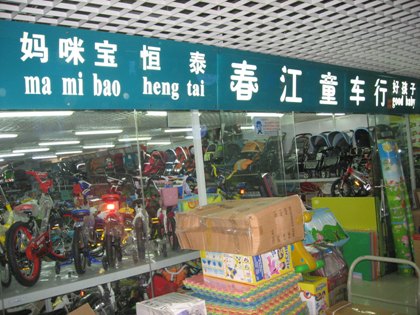 妈咪宝 恒泰
ma mi bao heng tai
春江童车行
好孩子
good baby